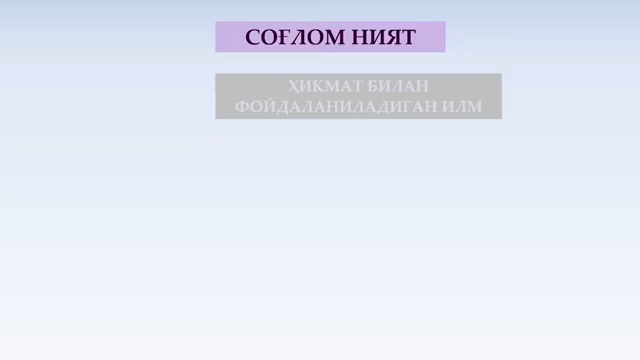 СОҒЛОМ НИЯТ
ҲИКМАТ БИЛАН
ФОЙДАЛАНИЛАДИГАН ИЛМ